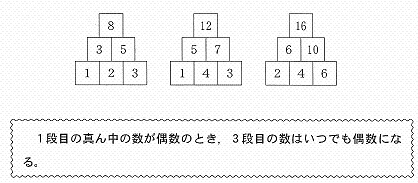 8 12 16
3 5 5 7 6 10
1 2 3 1 4 3 2 4 6
１段目の真ん中の数が偶数のとき，３段目の数はいつでも偶数にな
る。